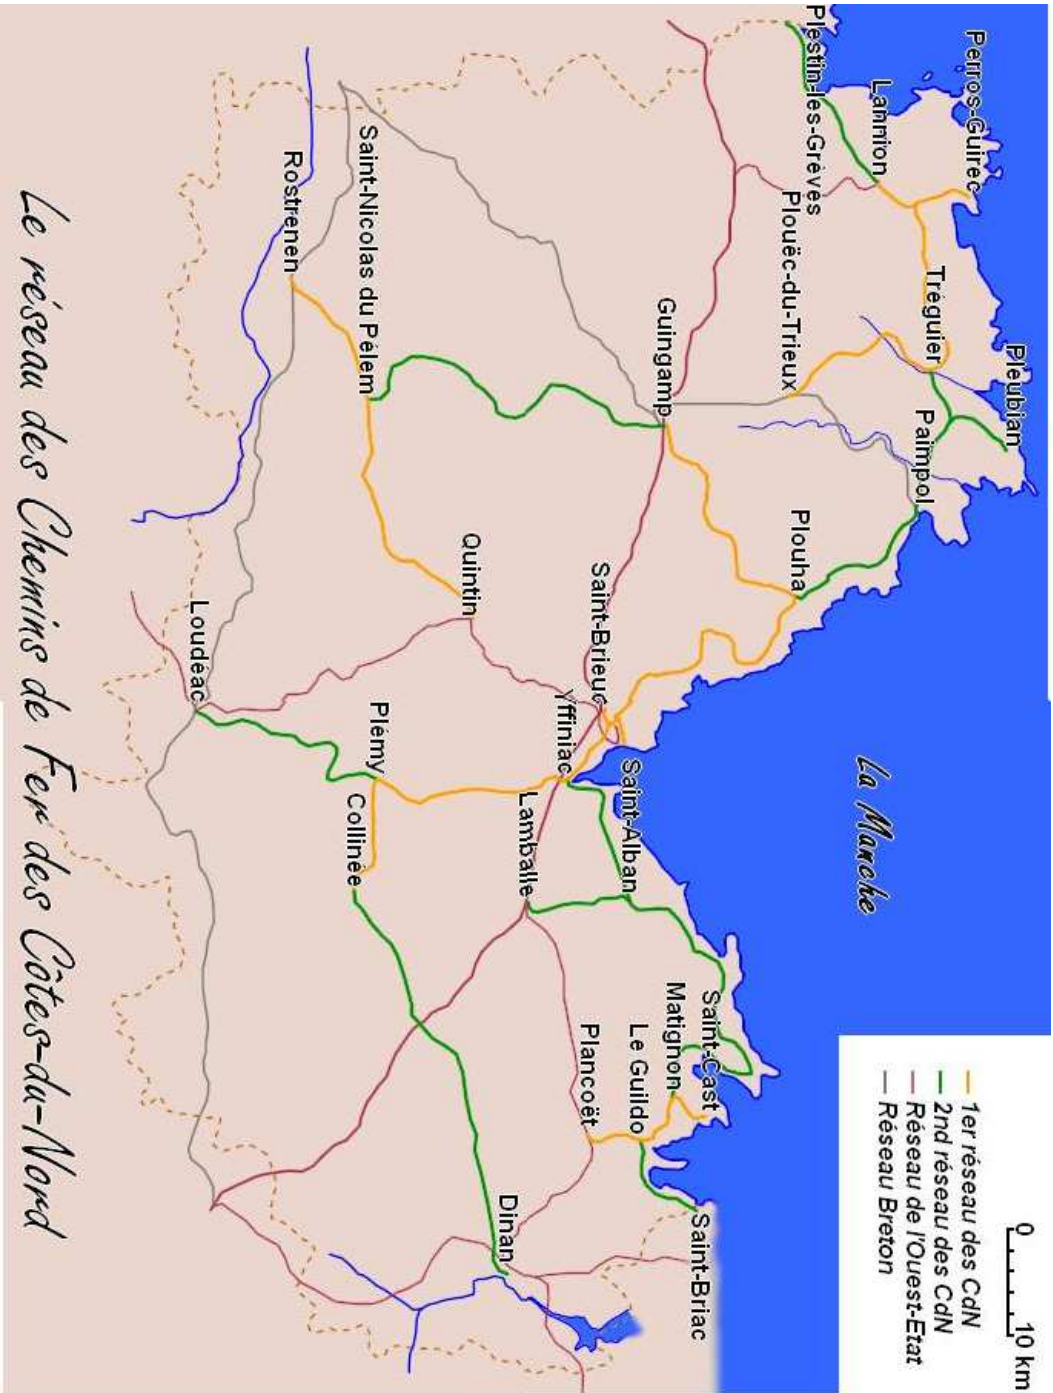 Perros-Guirec
Pleubian
Plestin-les-Grèves
Lannion
Tréguier
Paimpol
Plouëc-du-Trieux
Plouha
Guingamp
La Manche
Saint-Nicolas du Pélem
Rostrenen
Quintin
Saint-Brieuc
Yffiniac
Saint-Alban
Lamballe
Saint-Cast
Matignon
Le Guildo
Plancoët
Saint-Briac
Plémy
Collinée
Loudéac
Dinan
0 10 km
1er réseau des CdN
2nd réseau des CdN
Réseau de l'Ouest-Etat
Réseau Breton
Le réseau des Chemins de Fer des Côtes-du-Nord